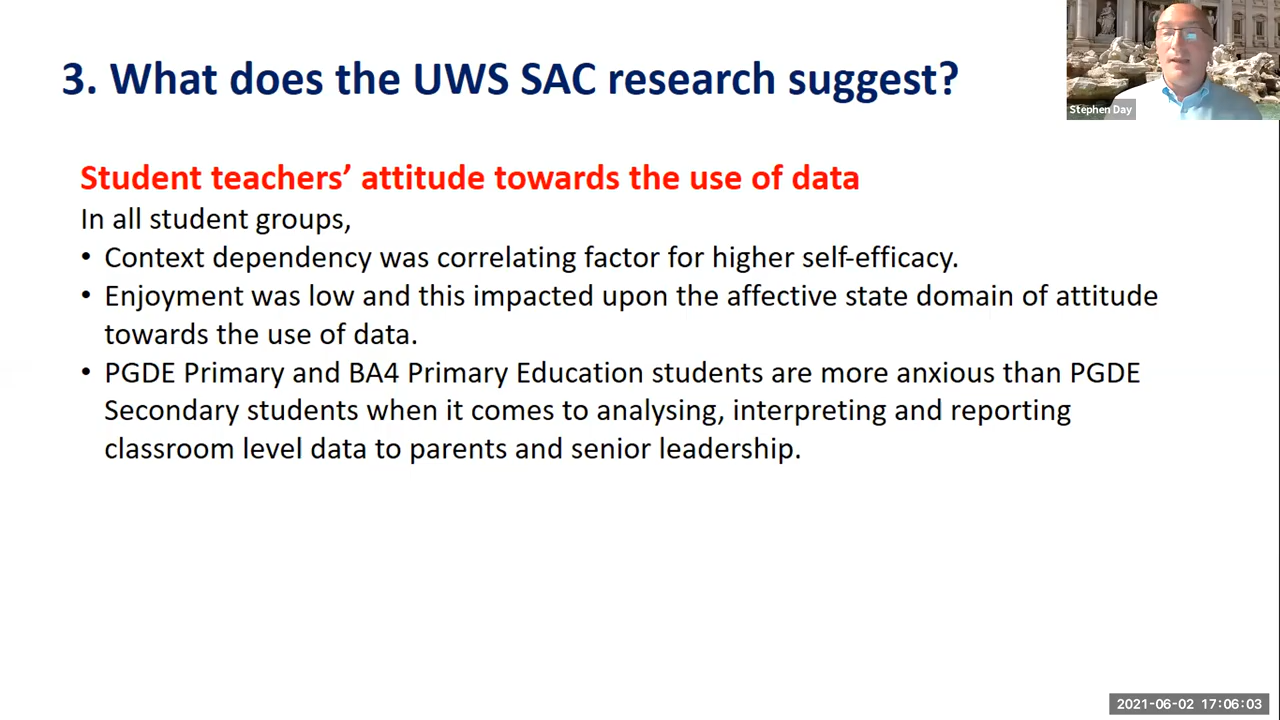 3. What does the UWS SAC research suggest?
Stephen Day
Student teachers’ attitude towards the use of data
In all student groups,
• Context dependency was correlating factor for higher self-efficacy.
• Enjoyment was low and this impacted upon the affective state domain of attitude
towards the use of data.
• PGDE Primary and BA4 Primary Education students are more anxious than PGDE
Secondary students when it comes to analysing, interpreting and reporting
classroom level data to parents and senior leadership.
2021-06-02 17:06:03